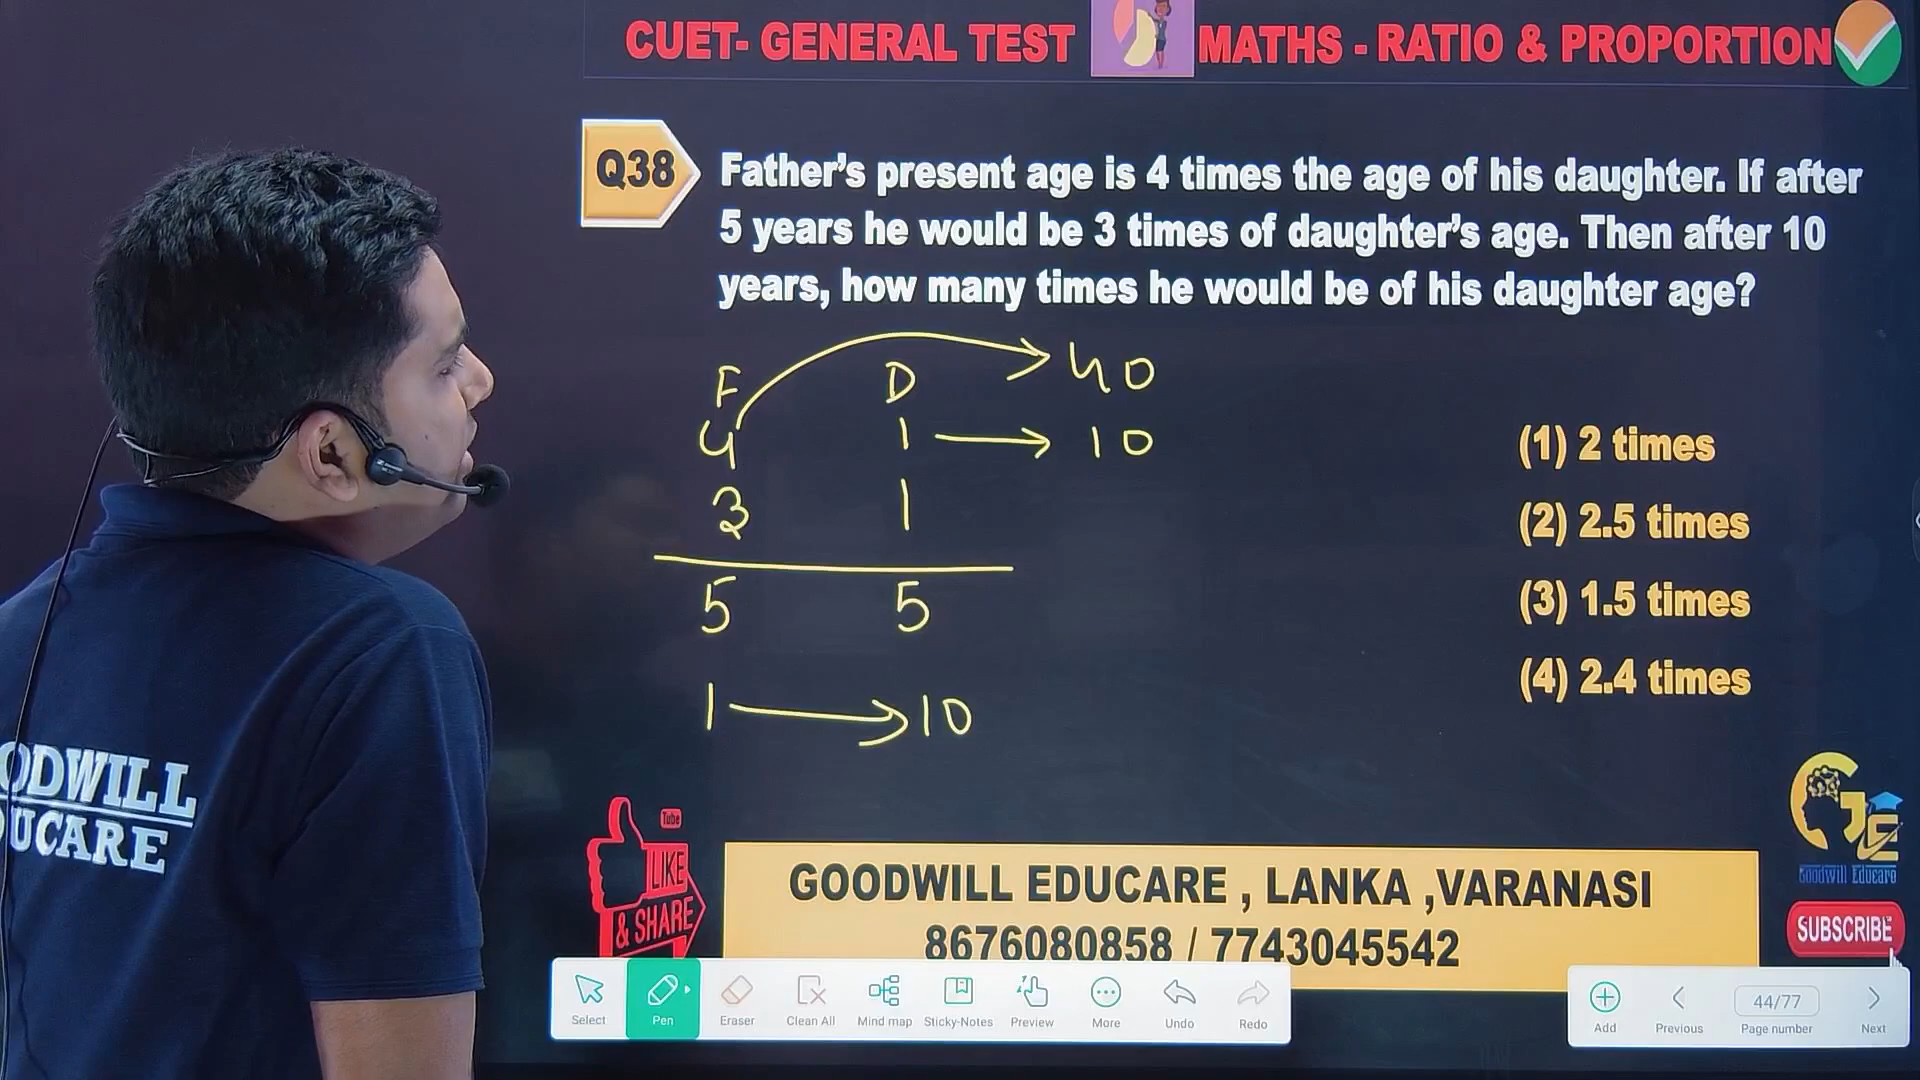 CUET- GENERAL TEST MATHS - RATIO & PROPORTION
Q38 Father's present age is 4 times the age of his daughter. If after
5 years he would be 3 times of daughter's age. Then after 10
years, how many times he would be of his daughter age?
F D 40
4 1 → 10
3 1
5 5
1 → 10
(1) 2 times
(2) 2.5 times
(3) 1.5 times
(4) 2.4 times
ODWILL
DUCARE
Tube
LIKE
& SHARE
GOODWILL EDUCARE , LANKA ,VARANASI
8676080858 / 7743045542
GE
Goodwill Educare
SUBSCRIBE
Select Pen Eraser Clean All Mind map Sticky-Notes Preview More Undo Redo
44/77
Add Previous Page number Next